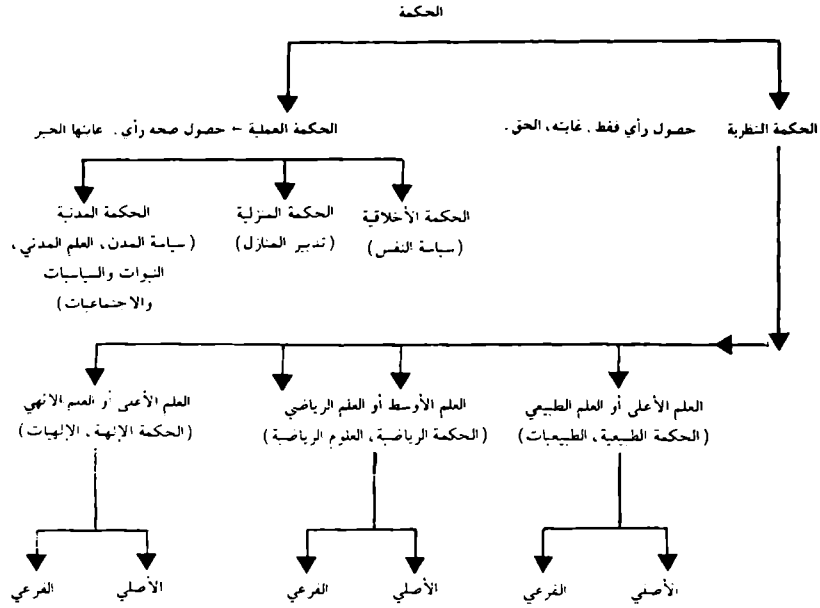 الحكمة
الحكمة النظرية حصول رأي فقط، غايته، الحق.
الحكمة العملية ← حصول صحه رأي. غايتها الخير
الحكمة الأخلاقية
(سياسة النفس)
الحكمة المنزلية
(تدبير المنازل)
الحكمة المدنية
(سياسة المدن، العلم المدني،
النبوات والسياسيات
والاجتماعيات)
العلم الأعلى أو العلم الطبيعي
(الحكمة الطبيعية، الطبيعيات)
العلم الأوسط أو العلم الرياضي
(الحكمة الرياضية، العلوم الرياضية)
العلم الأعلى أو العلم الالهي
(الحكمة الإلهية، الإلهيات)
الأصلي
الفرعي
الأصلي
الفرعي
الأصلي
الفرعي